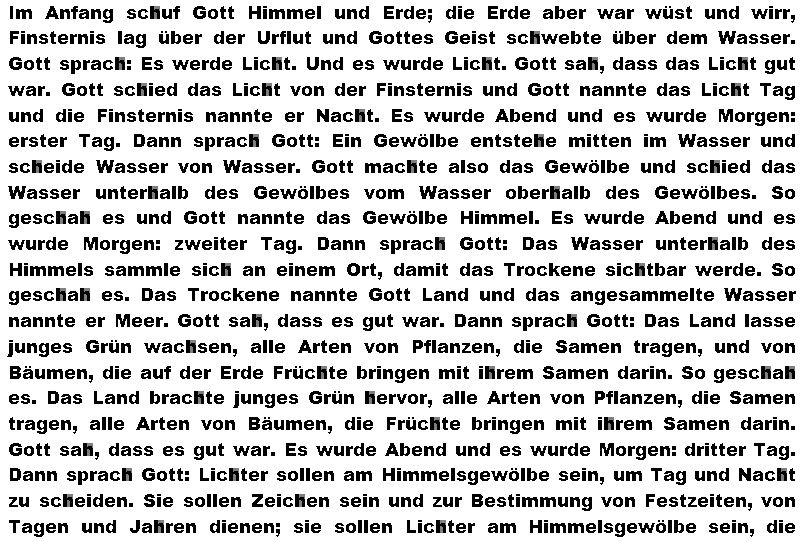 Im Anfang schuf Gott Himmel und Erde; die Erde aber war wüst und wirr,
Finsternis lag über der Urflut und Gottes Geist schwebte über dem Wasser.
Gott sprach: Es werde Licht. Und es wurde Licht. Gott sah, dass das Licht gut
war. Gott schied das Licht von der Finsternis und Gott nannte das Licht Tag
und die Finsternis nannte er Nacht. Es wurde Abend und es wurde Morgen:
erster Tag. Dann sprach Gott: Ein Gewölbe entstehe mitten im Wasser und
scheide Wasser von Wasser. Gott machte also das Gewölbe und schied das
Wasser unterhalb des Gewölbes vom Wasser oberhalb des Gewölbes. So
geschah es und Gott nannte das Gewölbe Himmel. Es wurde Abend und es
wurde Morgen: zweiter Tag. Dann sprach Gott: Das Wasser unterhalb des
Himmels sammle sich an einem Ort, damit das Trockene sichtbar werde. So
geschah es. Das Trockene nannte Gott Land und das angesammelte Wasser
nannte er Meer. Gott sah, dass es gut war. Dann sprach Gott: Das Land lasse
junges Grün wachsen, alle Arten von Pflanzen, die Samen tragen, und von
Bäumen, die auf der Erde Früchte bringen mit ihrem Samen darin. So geschah
es. Das Land brachte junges Grün hervor, alle Arten von Pflanzen, die Samen
tragen, alle Arten von Bäumen, die Früchte bringen mit ihrem Samen darin.
Gott sah, dass es gut war. Es wurde Abend und es wurde Morgen: dritter Tag.
Dann sprach Gott: Lichter sollen am Himmelsgewölbe sein, um Tag und Nacht
zu scheiden. Sie sollen Zeichen sein und zur Bestimmung von Festzeiten, von
Tagen und Jahren dienen; sie sollen Lichter am Himmelsgewölbe sein, die